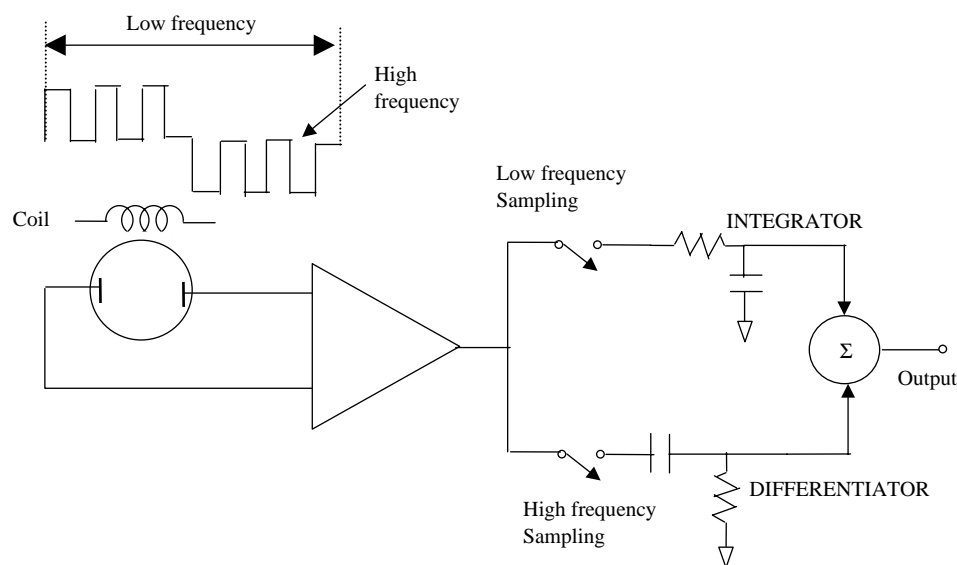 Low frequency
High
frequency
Coil
Low frequency
Sampling
INTEGRATOR
Σ
Output
High frequency
Sampling
DIFFERENTIATOR